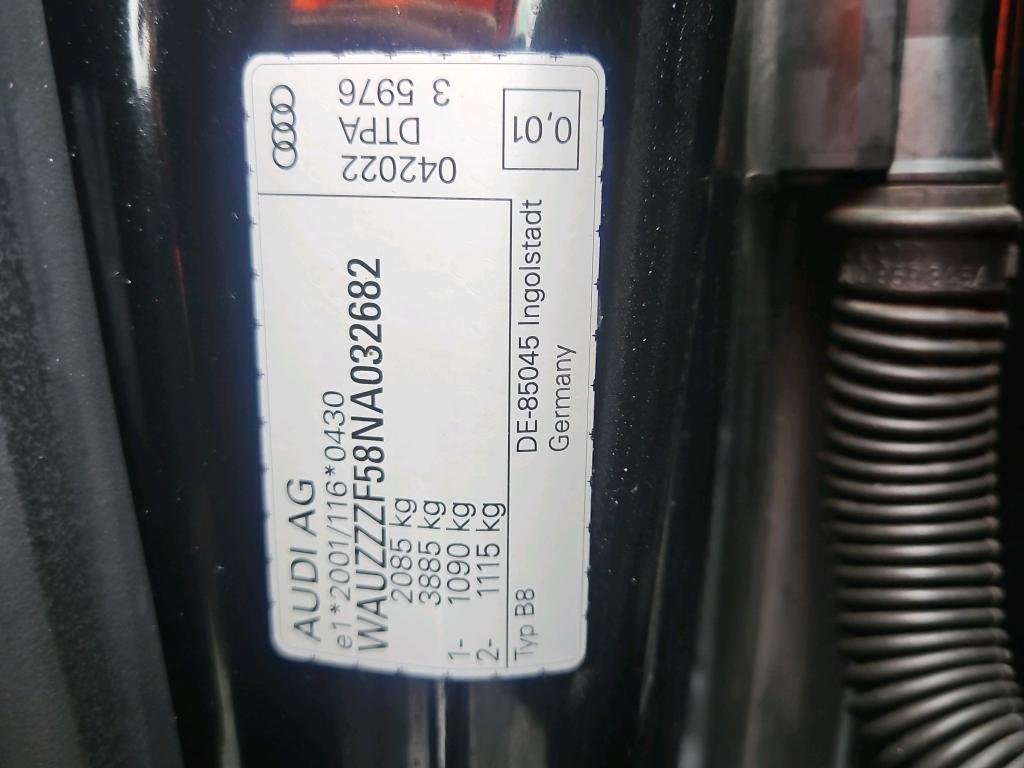 AUDI AG
e1*2001/116*0430
WAUZZZF58NA032682
2085 kg
3885 kg
1- 1090 kg
2- 1115 kg
Typ B8
DE-85045 Ingolstadt
Germany
042022
DTPA
3 5976
0,01